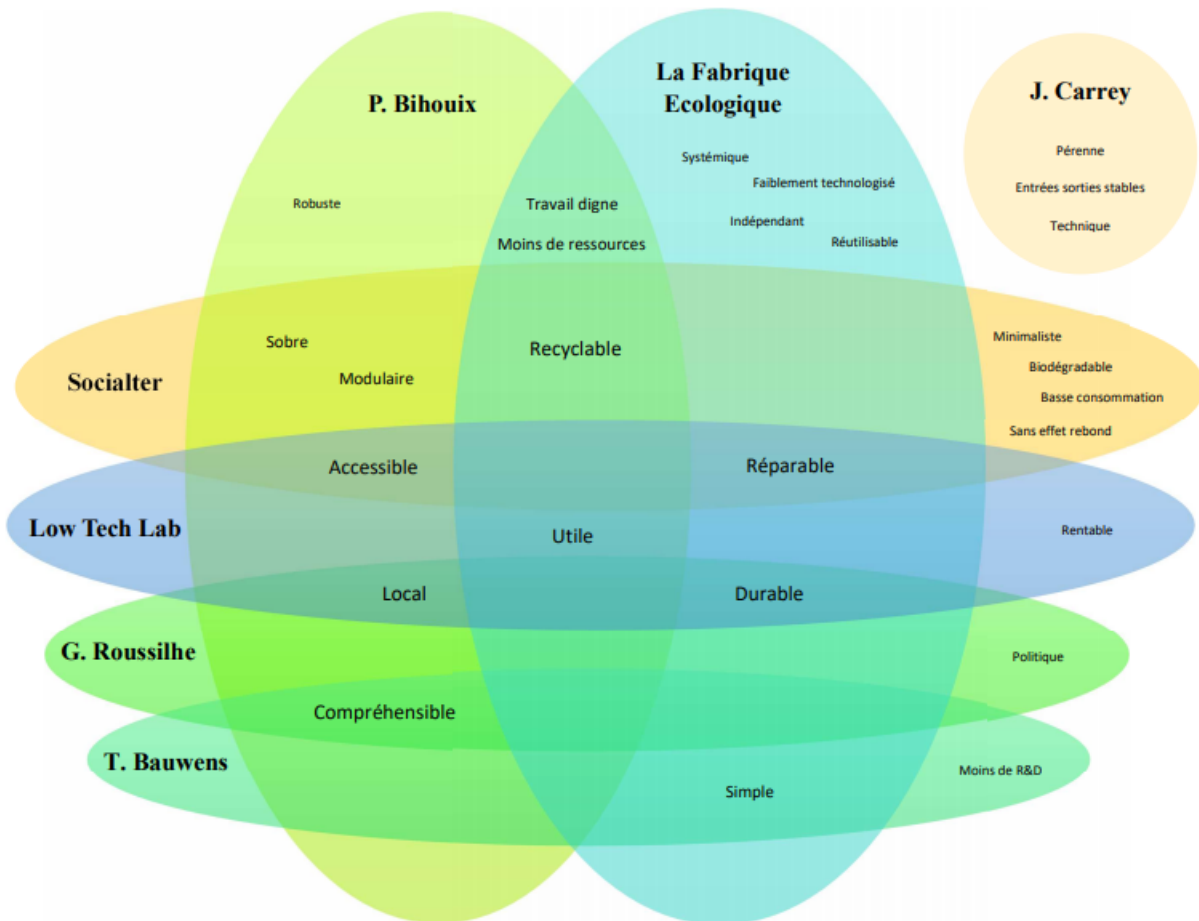 P. Bihouix
La Fabrique
Ecologique
J. Carrey
Systémique
Pérenne
Faiblement technologisé
Entrées sorties stables
Robuste
Travail digne
Indépendant
Technique
Moins de ressources
Réutilisable
Sobre
Recyclable
Minimaliste
Modulaire
Biodégradable
Socialter
Basse consommation
Sans effet rebond
Accessible
Réparable
Low Tech Lab
Utile
Rentable
Local
Durable
G. Roussilhe
Politique
Compréhensible
T. Bauwens
Moins de R&D
Simple